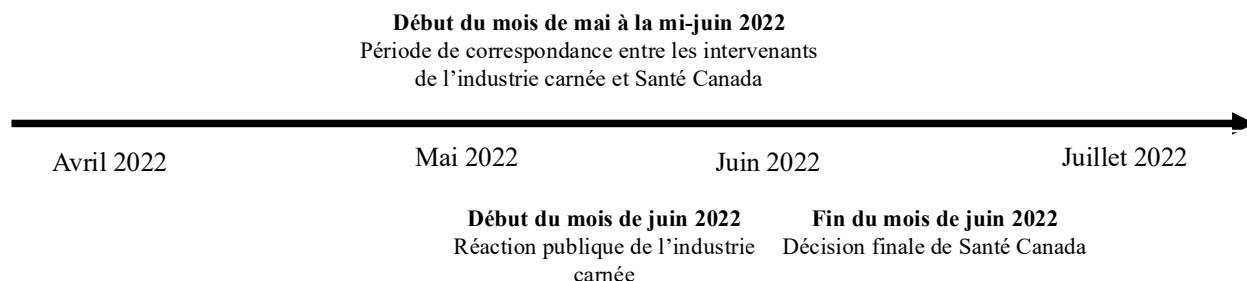 Début du mois de mai à la mi-juin 2022
Période de correspondance entre les intervenants
de l’industrie carnée et Santé Canada
Avril 2022
Mai 2022
Juin 2022
Juillet 2022
Début du mois de juin 2022
Réaction publique de l’industrie
carnée
Fin du mois de juin 2022
Décision finale de Santé Canada